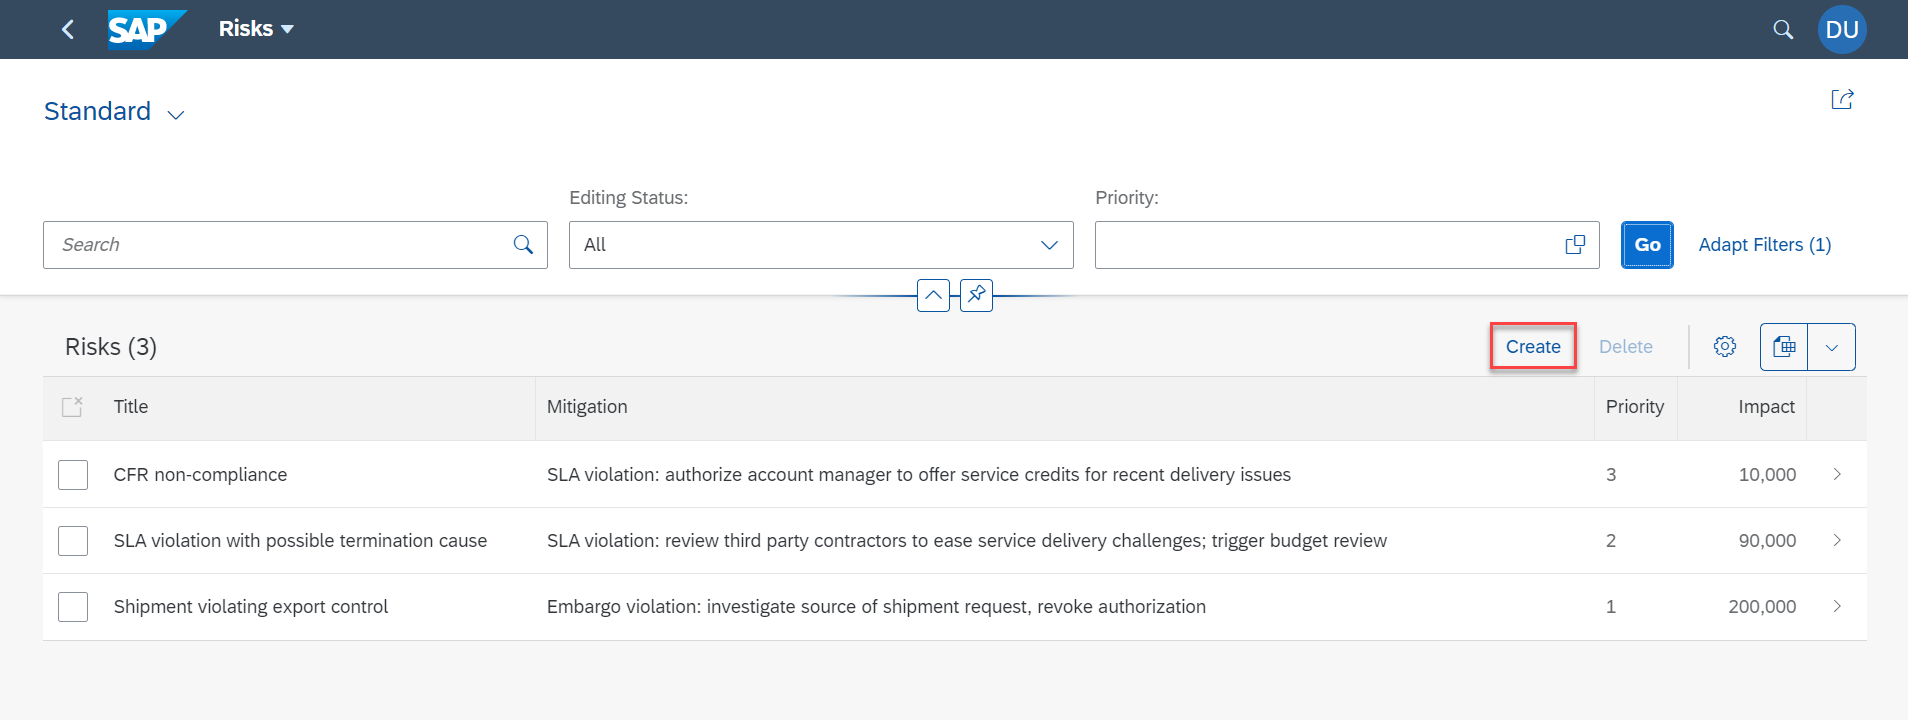 SAP Risks DU
Standard
Editing Status: Priority:
Search All Go Adapt Filters (1)
Risks (3) Create Delete
Title Mitigation Priority Impact
CFR non-compliance SLA violation: authorize account manager to offer service credits for recent delivery issues 3 10,000
SLA violation with possible termination cause SLA violation: review third party contractors to ease service delivery challenges; trigger budget review 2 90,000
Shipment violating export control Embargo violation: investigate source of shipment request, revoke authorization 1 200,000